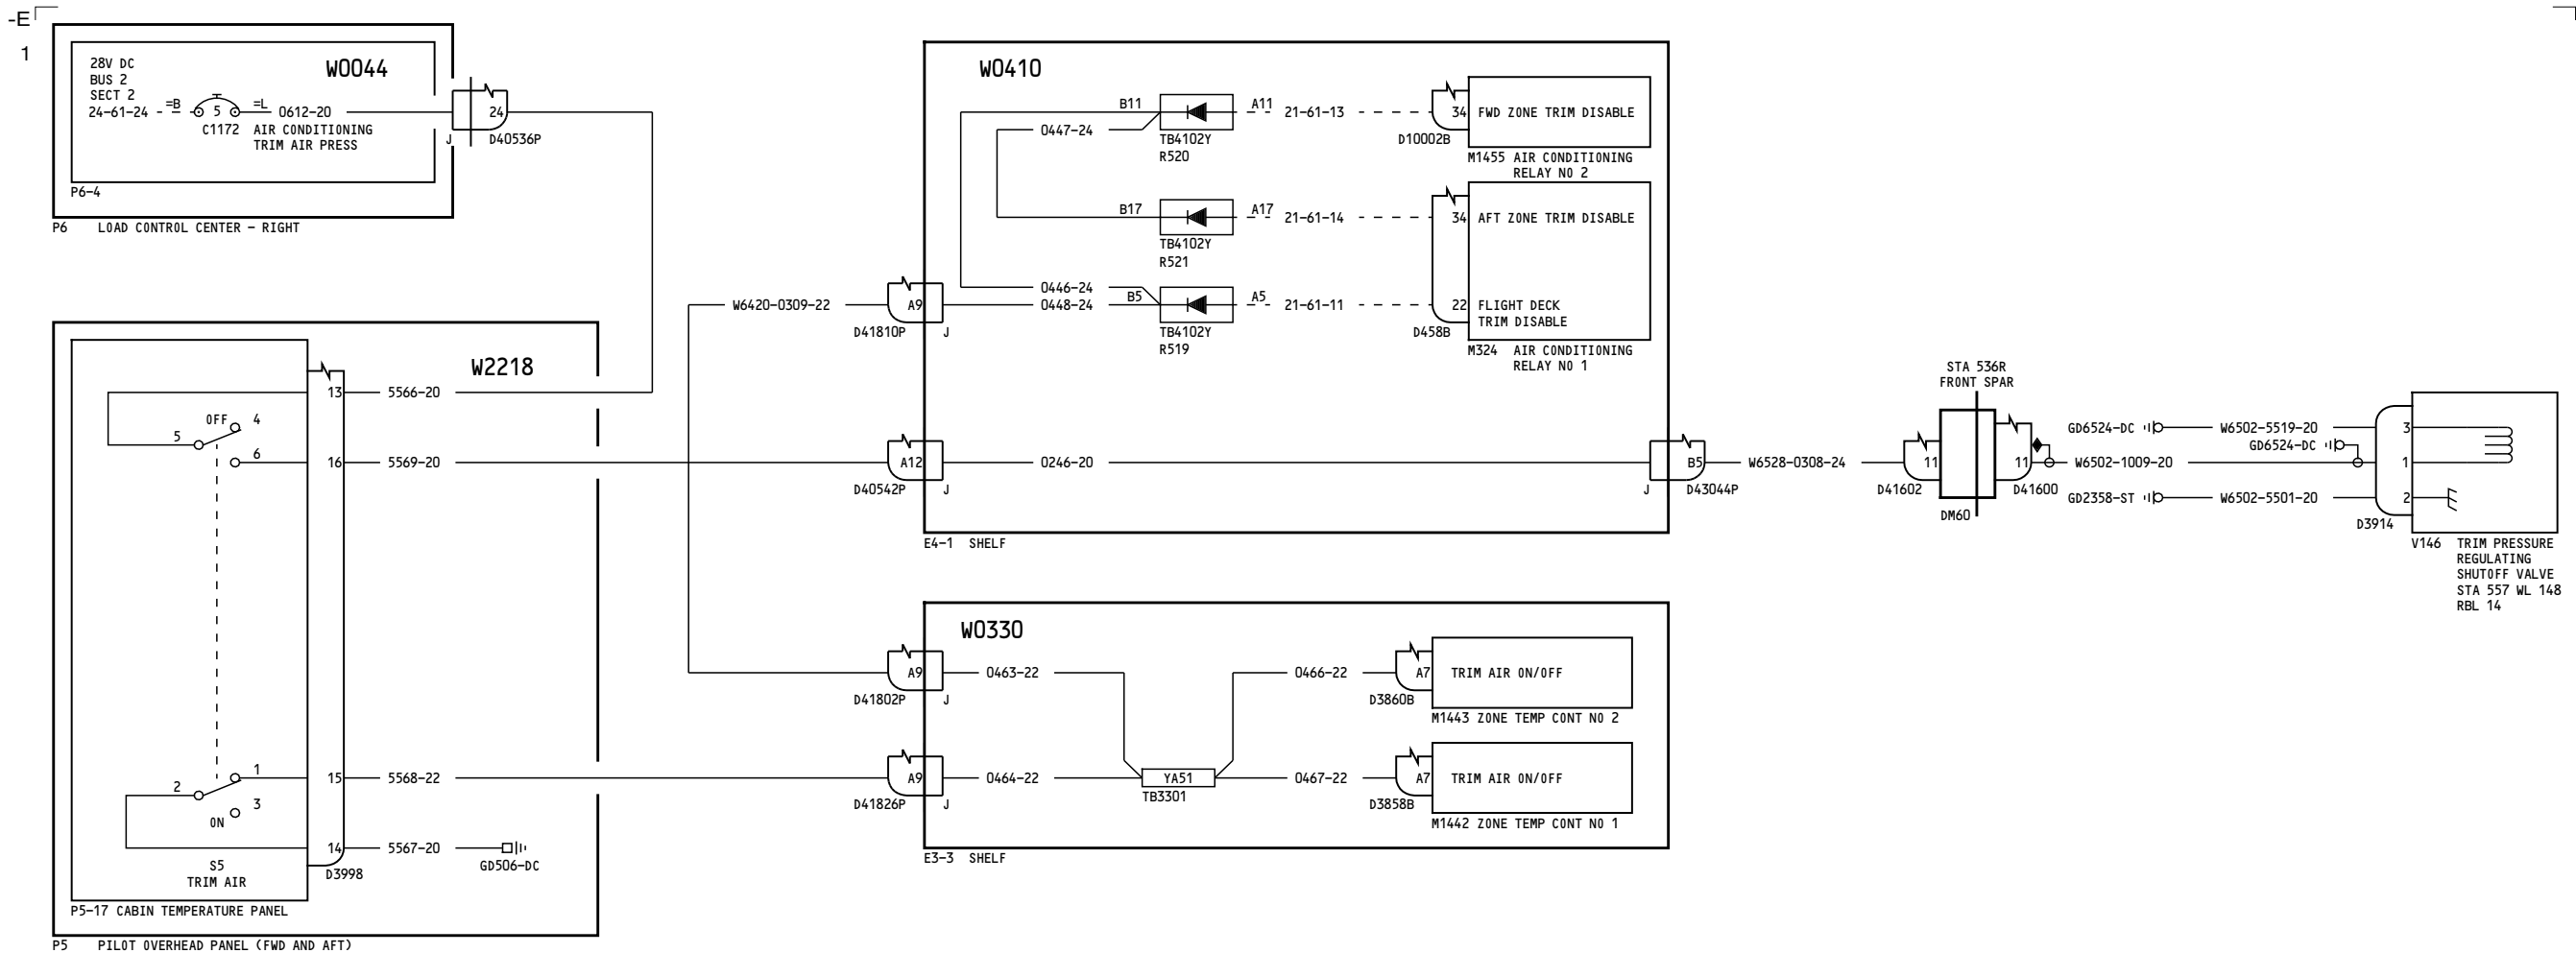 -E
1
28V DC
BUS 2
SECT 2
24-61-24
=B
5
=L
0612-20
C1172
AIR CONDITIONING
TRIM AIR PRESS
W0044
P6-4
P6 LOAD CONTROL CENTER - RIGHT
J
24
D40536P
W2218
OFF
4
5
6
13
5566-20
16
5569-20
1
2
3
ON
15
5568-22
14
5567-20
GD506-DC
S5
TRIM AIR
D3998
P5-17 CABIN TEMPERATURE PANEL
P5 PILOT OVERHEAD PANEL (FWD AND AFT)
W6420-0309-22
A9
D41810P
J
A12
D40542P
J
W0410
0447-24
B11
A11
21-61-13
TB4102Y
R520
34
FWD ZONE TRIM DISABLE
D10002B
M1455 AIR CONDITIONING
RELAY NO 2
B17
A17
21-61-14
TB4102Y
R521
34
AFT ZONE TRIM DISABLE
0446-24
0448-24
B5
A5
21-61-11
TB4102Y
R519
22
FLIGHT DECK
TRIM DISABLE
D458B
M324 AIR CONDITIONING
RELAY NO 1
0246-20
B5
J
D43044P
E4-1 SHELF
W6528-0308-24
STA 536R
FRONT SPAR
11
D41602
DM60
11
D41600
GD6524-DC
W6502-5519-20
GD6524-DC
W6502-1009-20
GD2358-ST
W6502-5501-20
3
1
2
D3914
V146 TRIM PRESSURE
REGULATING
SHUTOFF VALVE
STA 557 WL 148
RBL 14
W0330
A9
D41802P
J
0463-22
0466-22
A7
TRIM AIR ON/OFF
D3860B
M1443 ZONE TEMP CONT NO 2
A9
D41826P
J
0464-22
YA51
TB3301
0467-22
A7
TRIM AIR ON/OFF
D3858B
M1442 ZONE TEMP CONT NO 1
E3-3 SHELF